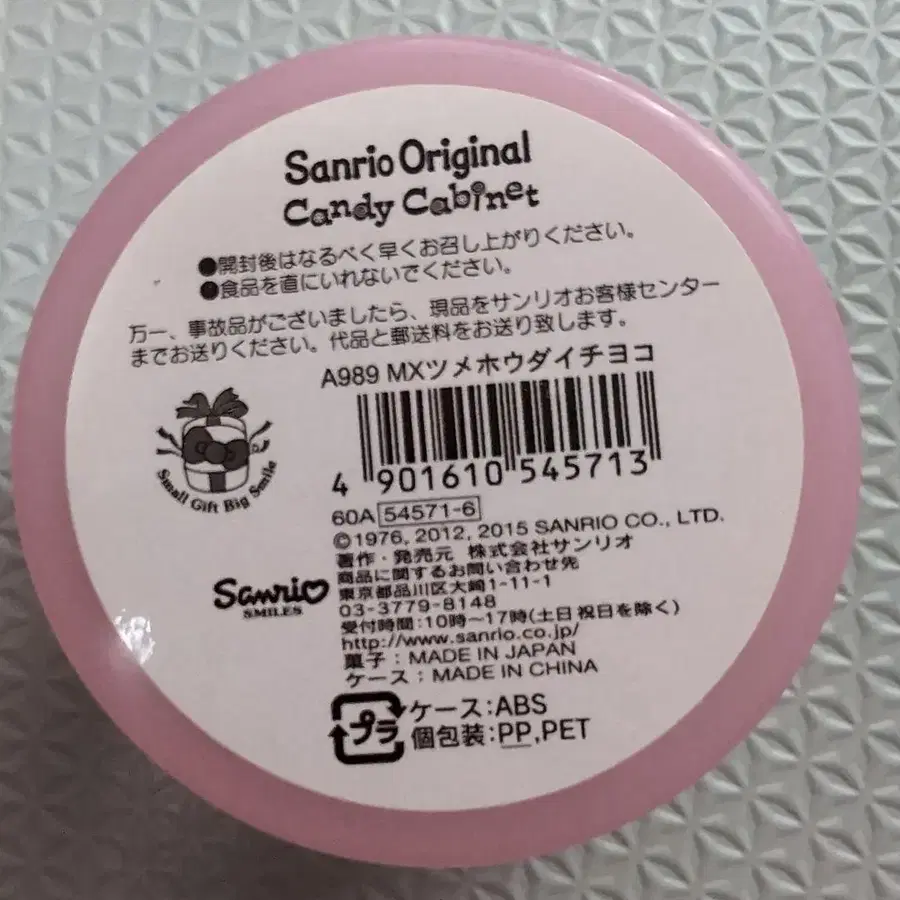 Sanrio Original
Candy Cabinet
●開封後はなるべく早くお召し上がりください。
●食品を直にいれないでください。
万一、事故品がございましたら、現品をサンリオお客様センター
までお送りください。代品と郵送料をお送り致します。
A989 MXツメホウダイチヨコ
4 901610 545713
Small Gift Big Smile
60A 54571-6
©1976, 2012, 2015 SANRIO CO., LTD.
著作・発売元 株式会社サンリオ
商品に関するお問い合わせ先
東京都品川区大崎1-11-1
03-3779-8148
受付時間:10時〜17時(土日祝日を除く)
http://www.sanrio.co.jp/
菓子:MADE IN JAPAN
ケース:MADE IN CHINA
Sanrio
SMILES
プラ
ケース:ABS
個包装:PP,PET